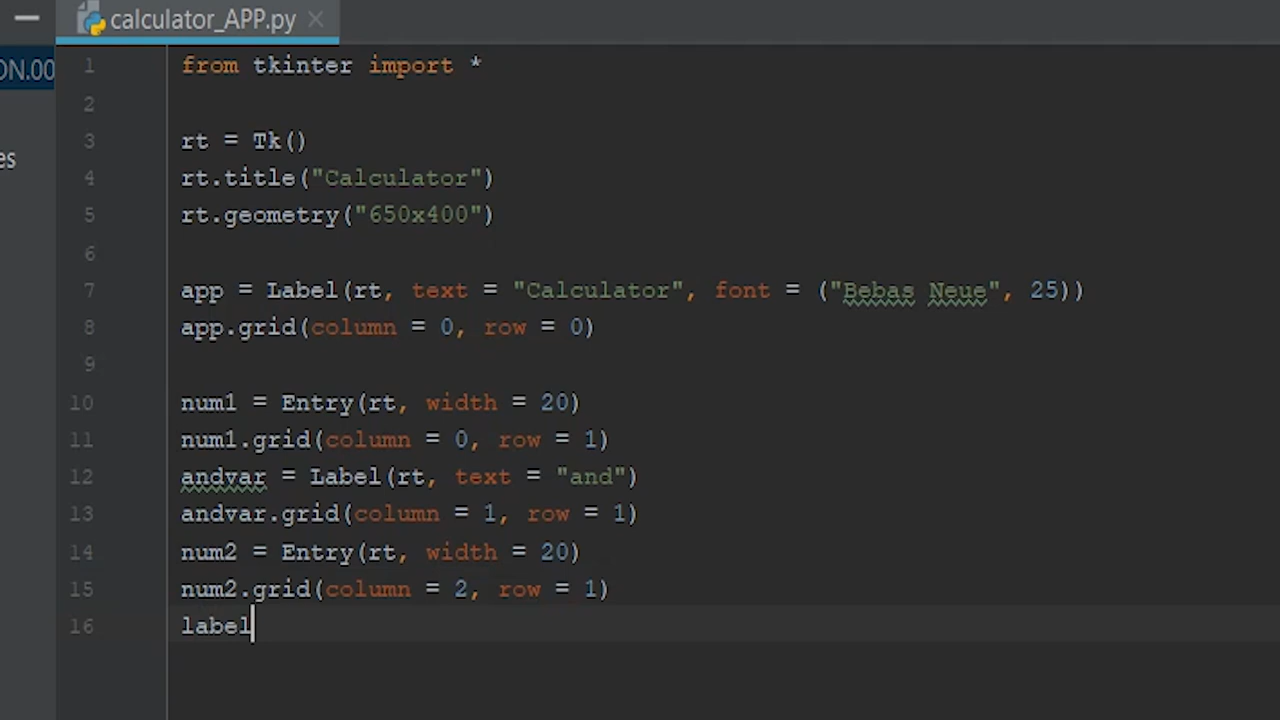 calculator_APP.py
ON.00
es
1 from tkinter import *
2
3 rt = Tk()
4 rt.title("Calculator")
5 rt.geometry("650x400")
6
7 app = Label(rt, text = "Calculator", font = ("Bebas Neue", 25))
8 app.grid(column = 0, row = 0)
9
10 num1 = Entry(rt, width = 20)
11 num1.grid(column = 0, row = 1)
12 andvar = Label(rt, text = "and")
13 andvar.grid(column = 1, row = 1)
14 num2 = Entry(rt, width = 20)
15 num2.grid(column = 2, row = 1)
16 label